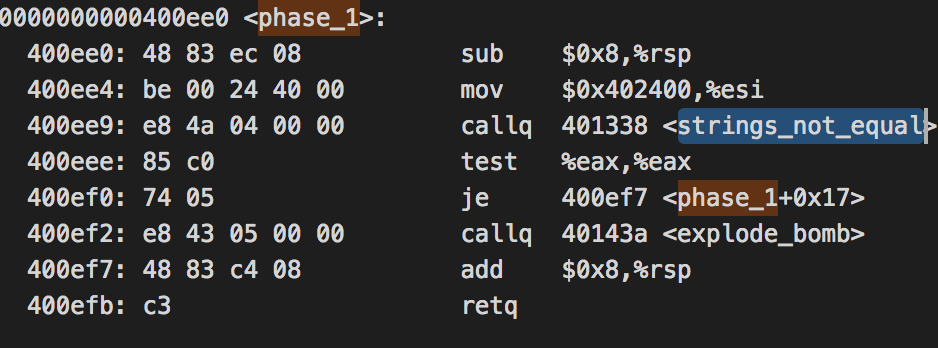 0000000000400ee0 <phase_1>:
400ee0: 48 83 ec 08 sub $0x8,%rsp
400ee4: be 00 24 40 00 mov $0x402400,%esi
400ee9: e8 4a 04 00 00 callq 401338 <strings_not_equal>
400eee: 85 c0 test %eax,%eax
400ef0: 74 05 je 400ef7 <phase_1+0x17>
400ef2: e8 43 05 00 00 callq 40143a <explode_bomb>
400ef7: 48 83 c4 08 add $0x8,%rsp
400efb: c3 retq